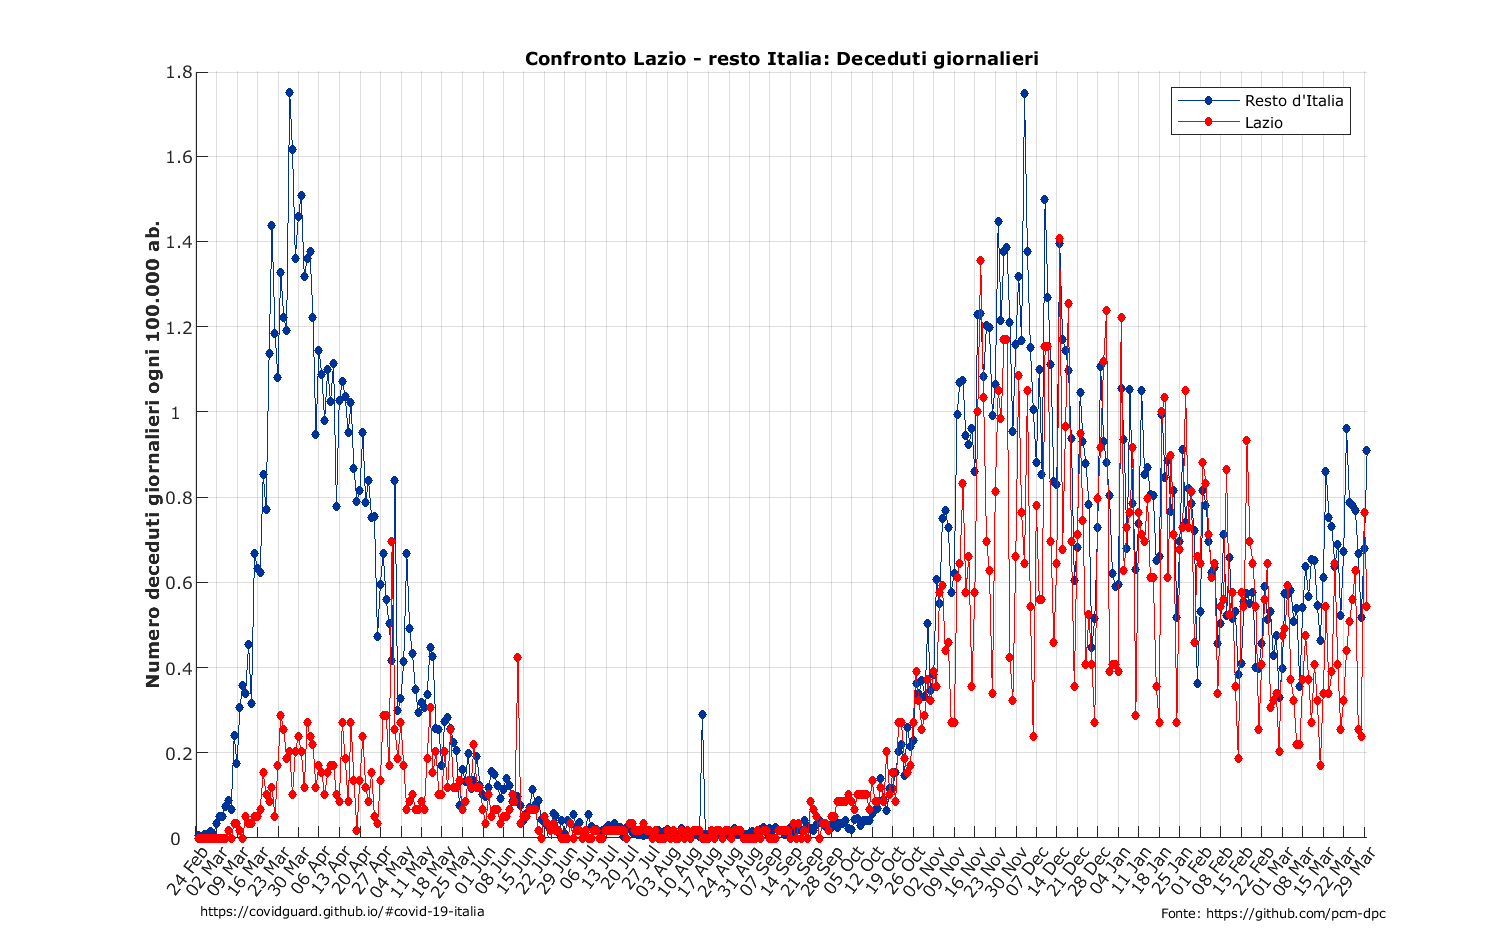 Confronto Lazio - resto Italia: Deceduti giornalieri
Numero deceduti giornalieri ogni 100.000 ab.
1.8
1.6
1.4
1.2
1
0.8
0.6
0.4
0.2
0
Resto d'Italia
Lazio
24 Feb
02 Mar
09 Mar
16 Mar
23 Mar
30 Mar
06 Apr
13 Apr
20 Apr
27 Apr
04 May
11 May
18 May
25 May
01 Jun
08 Jun
15 Jun
22 Jun
29 Jun
06 Jul
13 Jul
20 Jul
27 Jul
03 Aug
10 Aug
17 Aug
24 Aug
31 Aug
07 Sep
14 Sep
21 Sep
28 Sep
05 Oct
12 Oct
19 Oct
26 Oct
02 Nov
09 Nov
16 Nov
23 Nov
30 Nov
07 Dec
14 Dec
21 Dec
28 Dec
04 Jan
11 Jan
18 Jan
25 Jan
01 Feb
08 Feb
15 Feb
22 Feb
01 Mar
08 Mar
15 Mar
22 Mar
29 Mar
https://covidguard.github.io/#covid-19-italia
Fonte: https://github.com/pcm-dpc